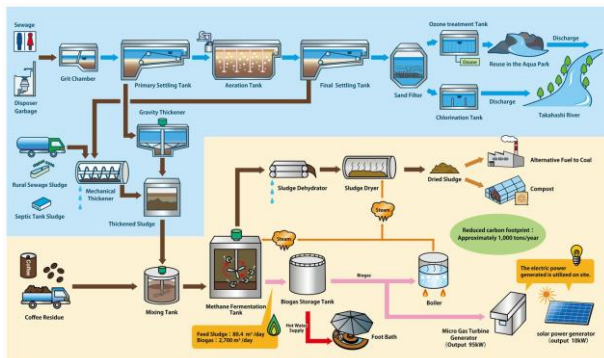 Sewage
Disposer
Garbage
Grit Chamber
Primary Settling Tank
Aeration Tank
Final Settling Tank
Sand Filter
Ozone treatment Tank
Ozone
Reuse in the Aqua Park
Discharge
Chlorination Tank
Discharge
Takahashi River
Gravity Thickener
Rural Sewage Sludge
Septic Tank Sludge
Mechanical
Thickener
Thickened Sludge
Sludge Dehydrator
Sludge Dryer
Dried Sludge
Alternative Fuel to Coal
Compost
Steam
Steam
Reduced carbon footprint :
Approximately 1,000 tons/year
Coffee Residue
Mixing Tank
Methane Fermentation
Tank
Feed Sludge : 80.4 m³ /day
Biogas : 2,700 m³ /day
Biogas Storage Tank
Hot Water
Supply
Foot Bath
Biogas
Boiler
The electric power
generated is utilized on site.
Micro Gas Turbine
Generator
(Output 95kW)
solar power generator
(output 10kW)